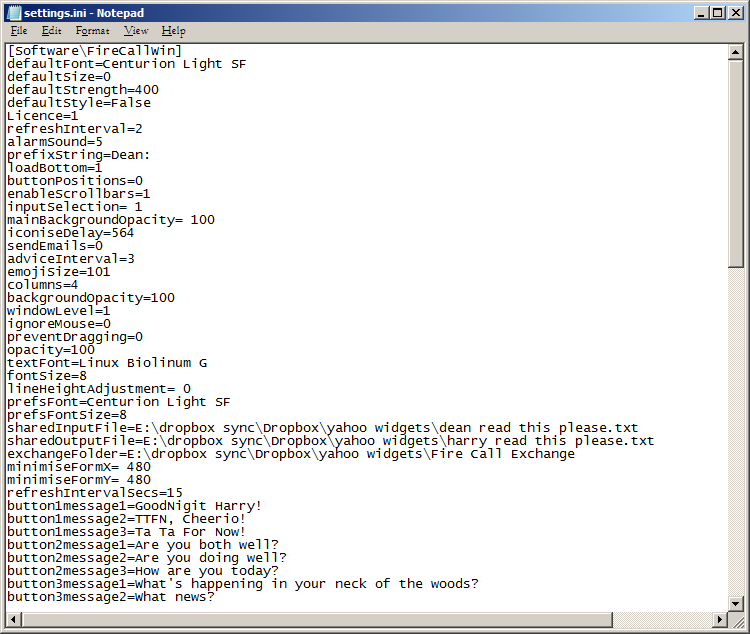 settings.ini - Notepad
File Edit Format View Help
[Software\FireCallWin]
defaultFont=Centurion Light SF
defaultSize=0
defaultStrength=400
defaultStyle=False
Licence=1
refreshInterval=2
alarmSound=5
prefixString=Dean:
loadBottom=1
buttonPositions=0
enableScrollbars=1
inputSelection= 1
mainBackgroundOpacity= 100
iconiseDelay=564
sendEmails=0
adviceInterval=3
emojiSize=101
columns=4
backgroundOpacity=100
windowLevel=1
ignoreMouse=0
preventDragging=0
opacity=100
textFont=Linux Biolinum G
fontSize=8
lineHeightAdjustment= 0
prefsFont=Centurion Light SF
prefsFontSize=8
sharedInputFile=E:\dropbox sync\Dropbox\yahoo widgets\dean read this please.txt
sharedOutputFile=E:\dropbox sync\Dropbox\yahoo widgets\harry read this please.txt
exchangeFolder=E:\dropbox sync\Dropbox\yahoo widgets\Fire Call Exchange
minimiseFormX= 480
minimiseFormY= 480
refreshIntervalSecs=15
button1message1=GoodNigit Harry!
button1message2=TTFN, Cheerio!
button1message3=Ta Ta For Now!
button2message1=Are you both well?
button2message2=Are you doing well?
button2message3=How are you today?
button3message1=What's happening in your neck of the woods?
button3message2=What news?